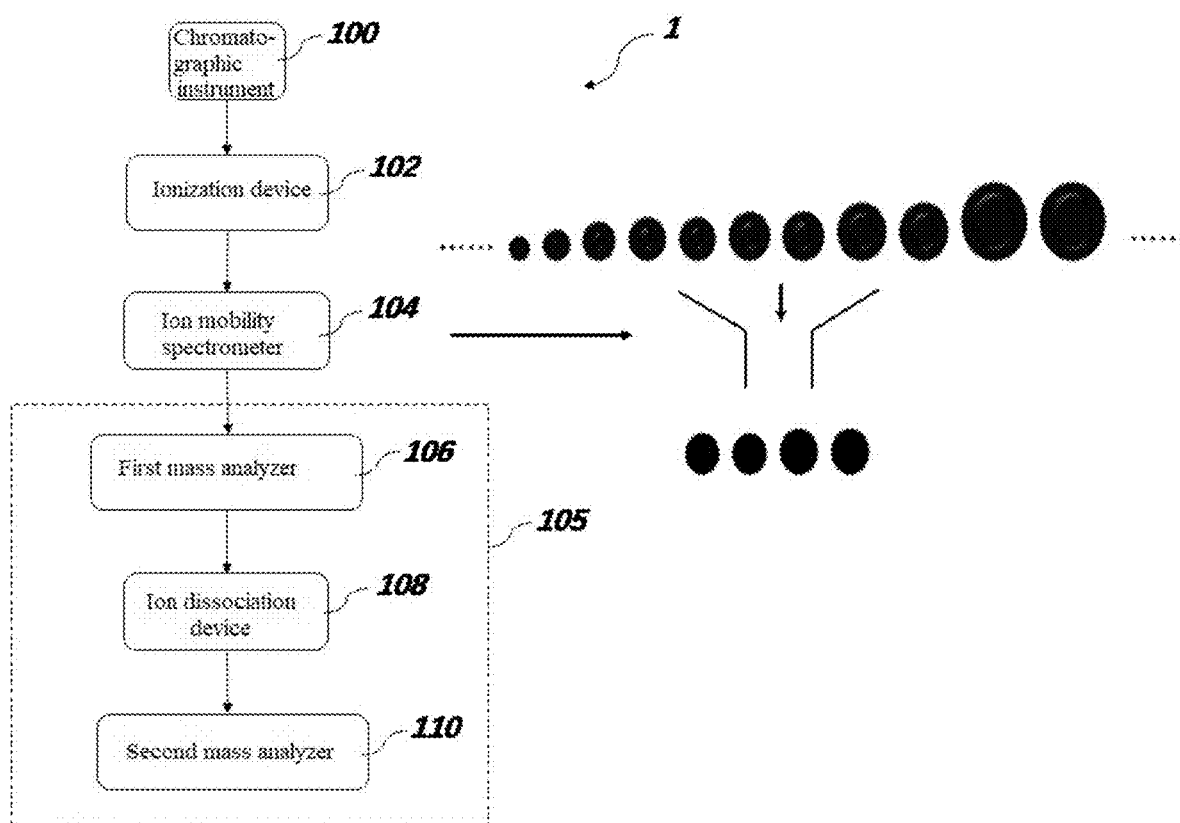 Chromato-
graphic
instrument
100
1
Ionization device
102
Ion mobility
spectrometer
104
First mass analyzer
106
105
Ion dissociation
device
108
Second mass analyzer
110